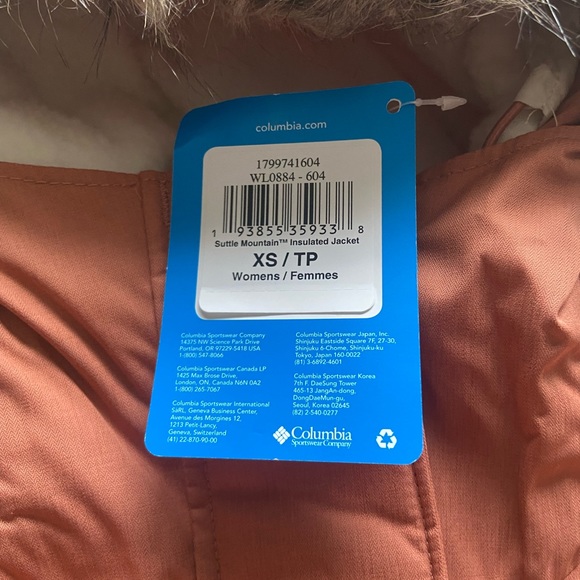 columbia.com
1799741604
WL0884 - 604
1 93855 35933 8
Suttle Mountain™ Insulated Jacket
XS / TP
Womens / Femmes
Columbia Sportswear Company
14375 NW Science Park Drive
Portland, OR 97229-5418 USA
1-(800) 547-8066
Columbia Sportswear Canada LP
1425 Max Brose Drive,
London, ON, Canada N6N 0A2
1-(800) 265-7067
Columbia Sportswear International
SàRL, Geneva Business Center,
Avenue des Morgines 12,
1213 Petit-Lancy,
Geneva, Switzerland
(41) 22-870-90-00
Columbia Sportswear Japan, Inc.
Shinjuku Eastside Square 7F, 27-30,
Shinjuku 6-Chome, Shinjuku-ku
Tokyo, Japan 160-0022
(81) 3-6892-4601
Columbia Sportswear Korea
7th F. DaeSung Tower
465-13 JangAn-dong,
DongDaeMun-gu,
Seoul, Korea 02645
(82) 2-540-0277
Columbia
Sportswear Company